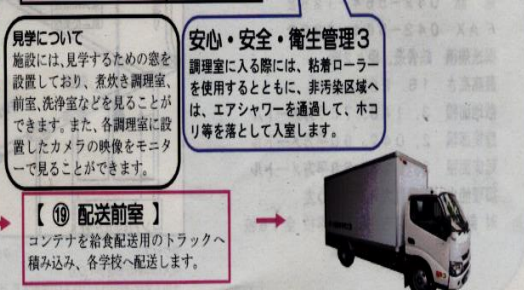 見学について
施設には、見学するための窓を
設置しており、煮炊き調理室、
前室、洗浄室などを見ることが
できます。また、各調理室に設
置したカメラの映像をモニタ
ーで見ることができます。
安心・安全・衛生管理3
調理室に入る際には、粘着ローラー
を使用するとともに、非汚染区域へ
は、エアシャワーを通過して、ホコ
リ等を落として入室します。
【 ⑲ 配送前室 】
コンテナを給食配送用のトラックへ
積み込み、各学校へ配送します。